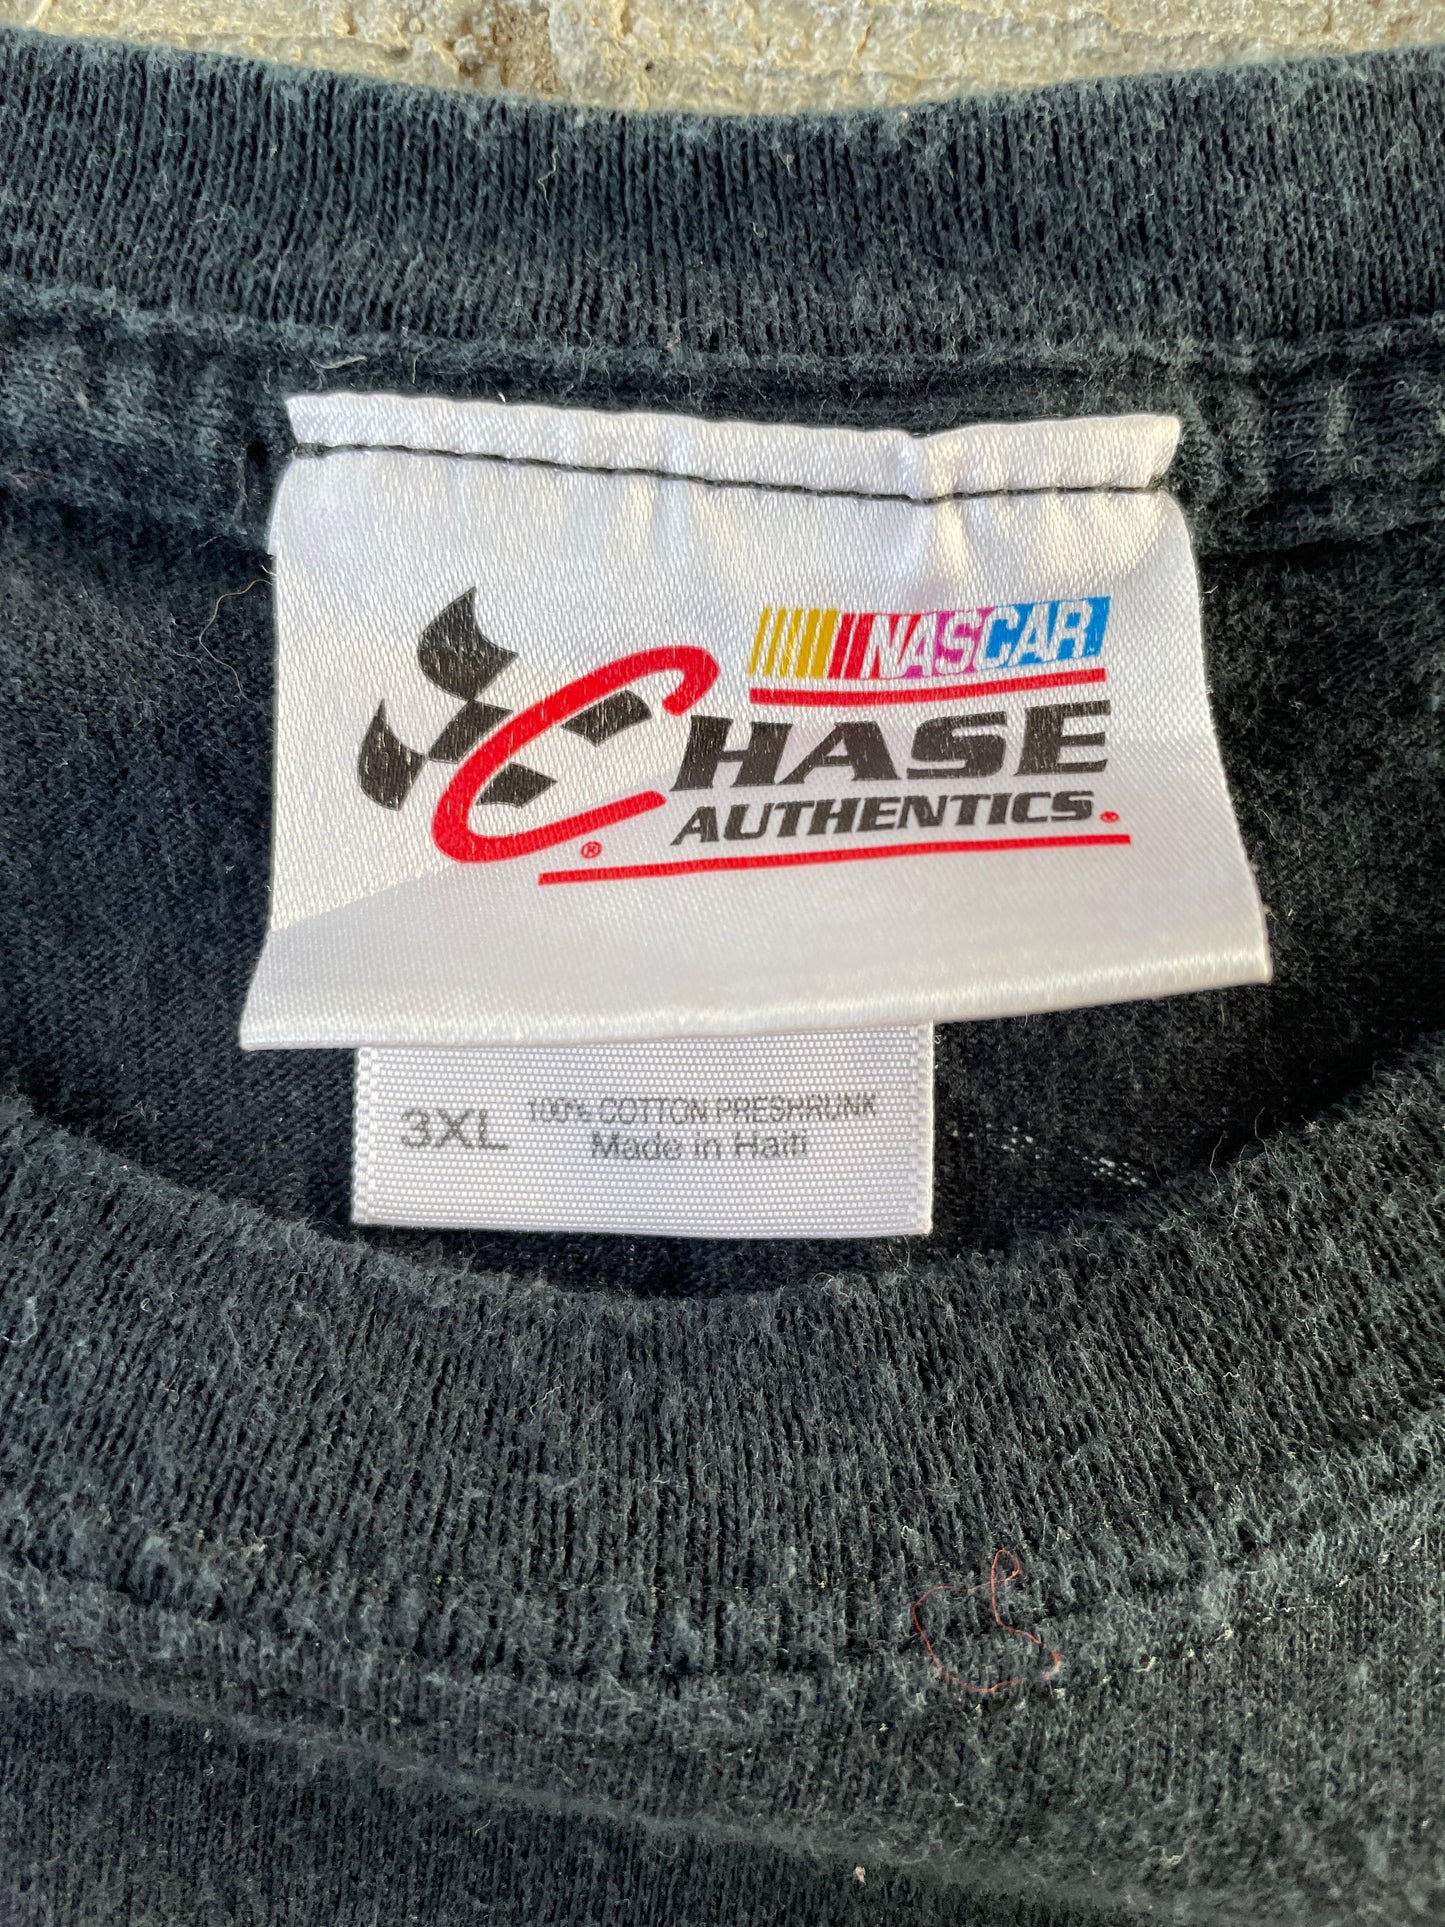 NASCAR.
CHASE
AUTHENTICS®
®
3XL 100% COTTON PRESHRUNK
Made in Haiti